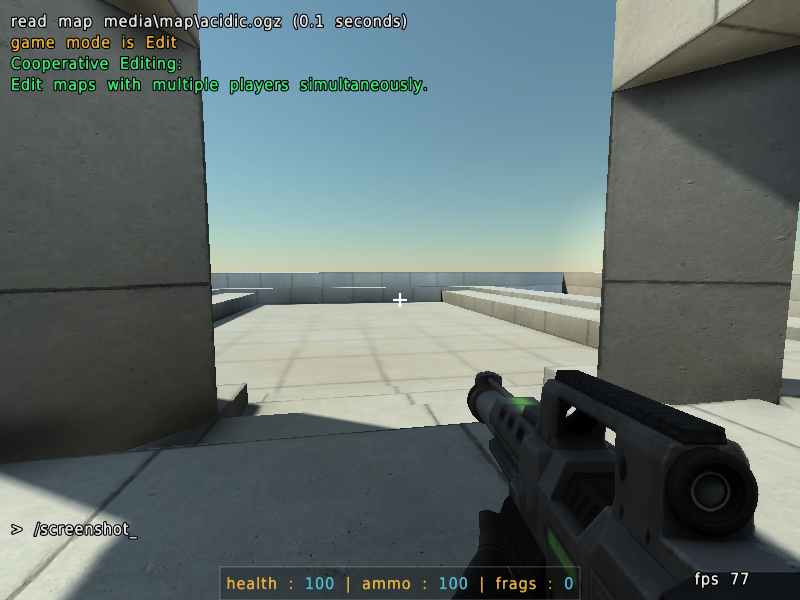 read map media\map\acidic.ogz (0.1 seconds)
game mode is Edit
Cooperative Editing:
Edit maps with multiple players simultaneously.
> /screenshot_
health : 100 | ammo : 100 | frags : 0
fps 77